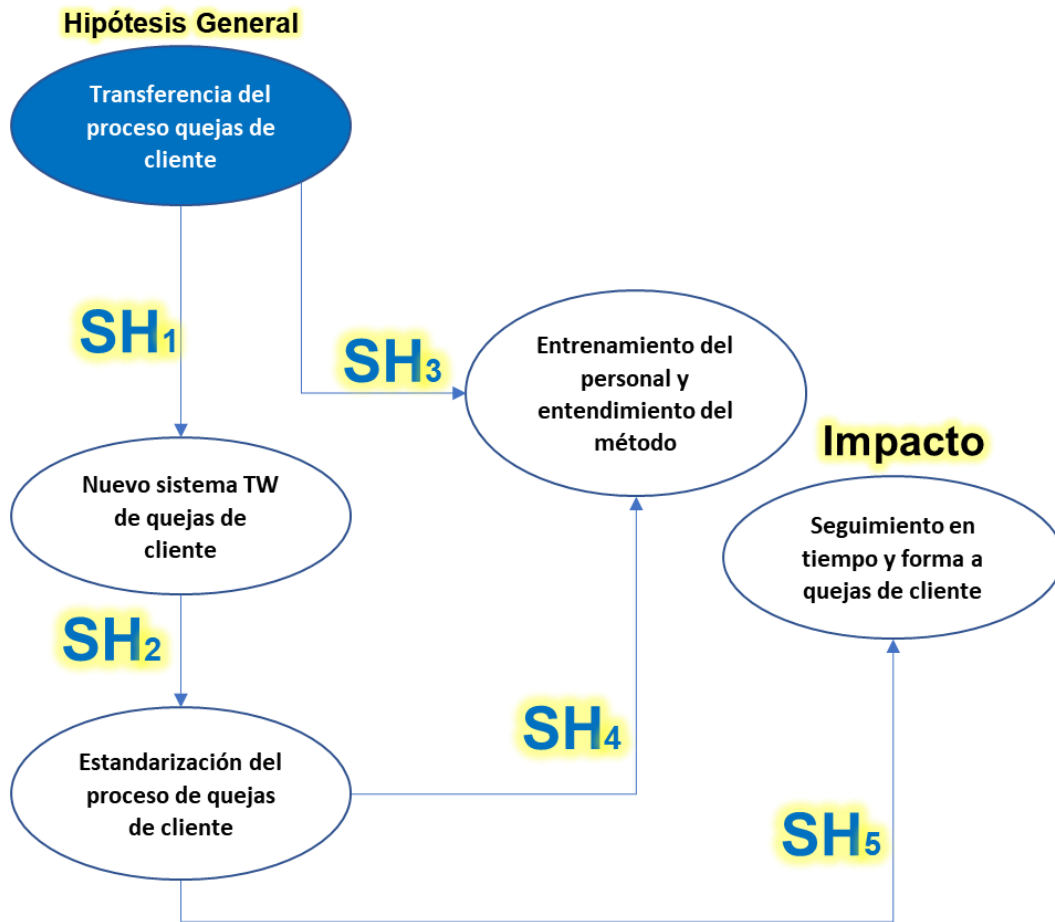 Hipótesis General
Transferencia del
proceso quejas de
cliente
SH1
SH3
Entrenamiento del
personal y
entendimiento del
método
Impacto
Nuevo sistema TW
de quejas de
cliente
Seguimiento en
tiempo y forma a
quejas de cliente
SH2
SH4
Estandarización del
proceso de quejas
de cliente
SH5